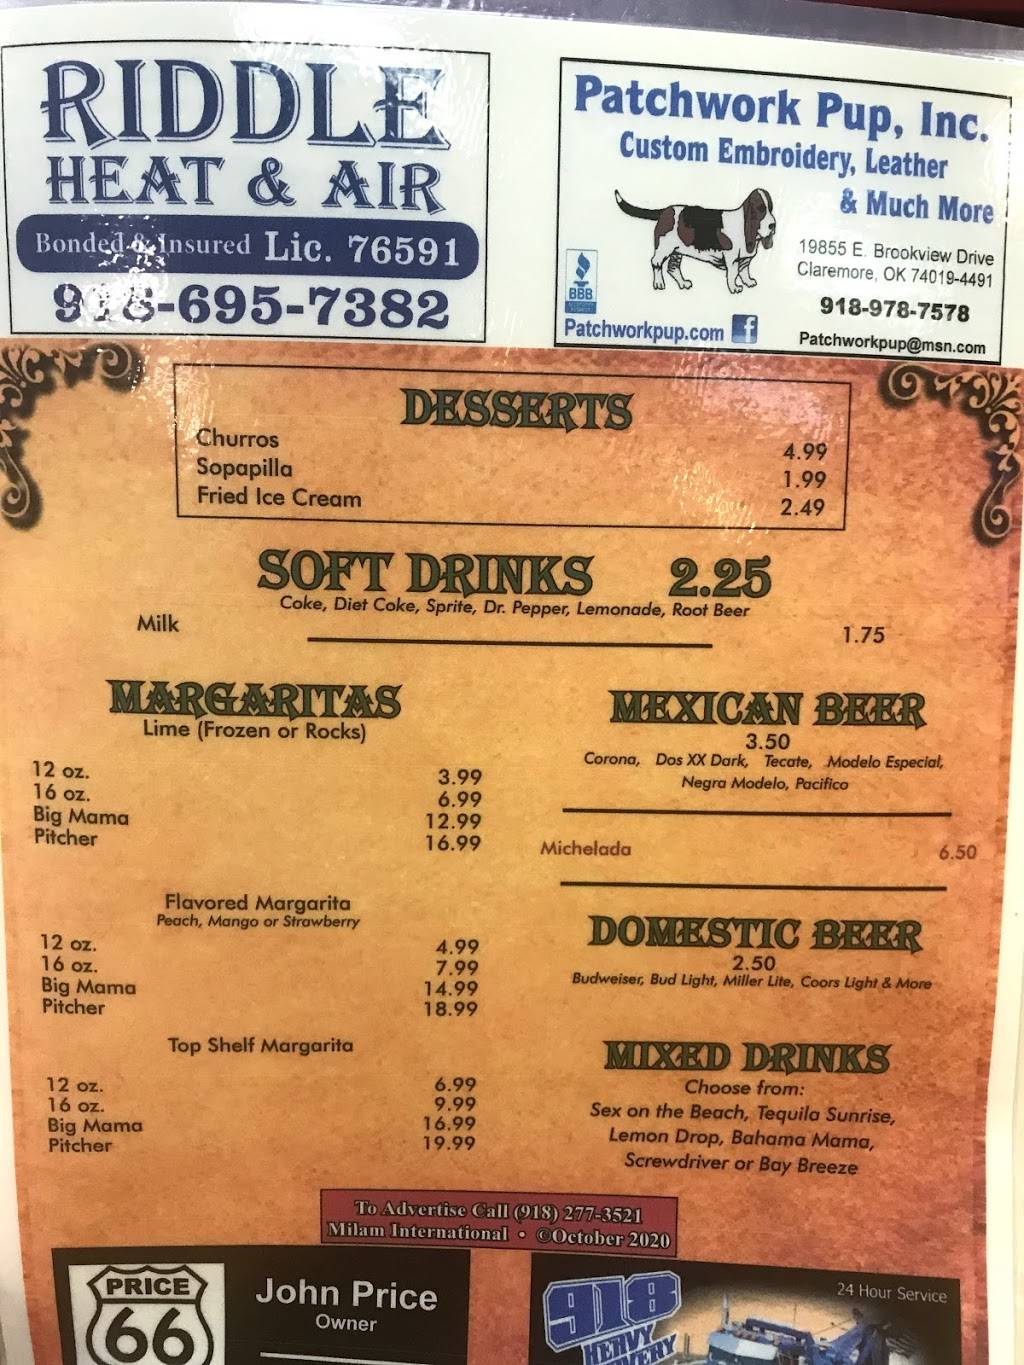 RIDDLE
HEAT & AIR
Bonded & Insured Lic. 76591
918-695-7382
Patchwork Pup, Inc.
Custom Embroidery, Leather
& Much More
19855 E. Brookview Drive
Claremore, OK 74019-4491
918-978-7578
BBB
Patchworkpup.com f
Patchworkpup@msn.com
DESSERTS
Churros 4.99
Sopapilla 1.99
Fried Ice Cream 2.49
SOFT DRINKS 2.25
Coke, Diet Coke, Sprite, Dr. Pepper, Lemonade, Root Beer
Milk 1.75
MARGARITAS
Lime (Frozen or Rocks)
12 oz. 3.99
16 oz. 6.99
Big Mama 12.99
Pitcher 16.99
Flavored Margarita
Peach, Mango or Strawberry
12 oz. 4.99
16 oz. 7.99
Big Mama 14.99
Pitcher 18.99
Top Shelf Margarita
12 oz. 6.99
16 oz. 9.99
Big Mama 16.99
Pitcher 19.99
MEXICAN BEER
3.50
Corona, Dos XX Dark, Tecate, Modelo Especial,
Negra Modelo, Pacifico
Michelada 6.50
DOMESTIC BEER
2.50
Budweiser, Bud Light, Miller Lite, Coors Light & More
MIXED DRINKS
Choose from:
Sex on the Beach, Tequila Sunrise,
Lemon Drop, Bahama Mama,
Screwdriver or Bay Breeze
To Advertise Call (918) 277-3521
Milam International • ©October 2020
PRICE
66
John Price
Owner
918
HEAVY
24 Hour Service